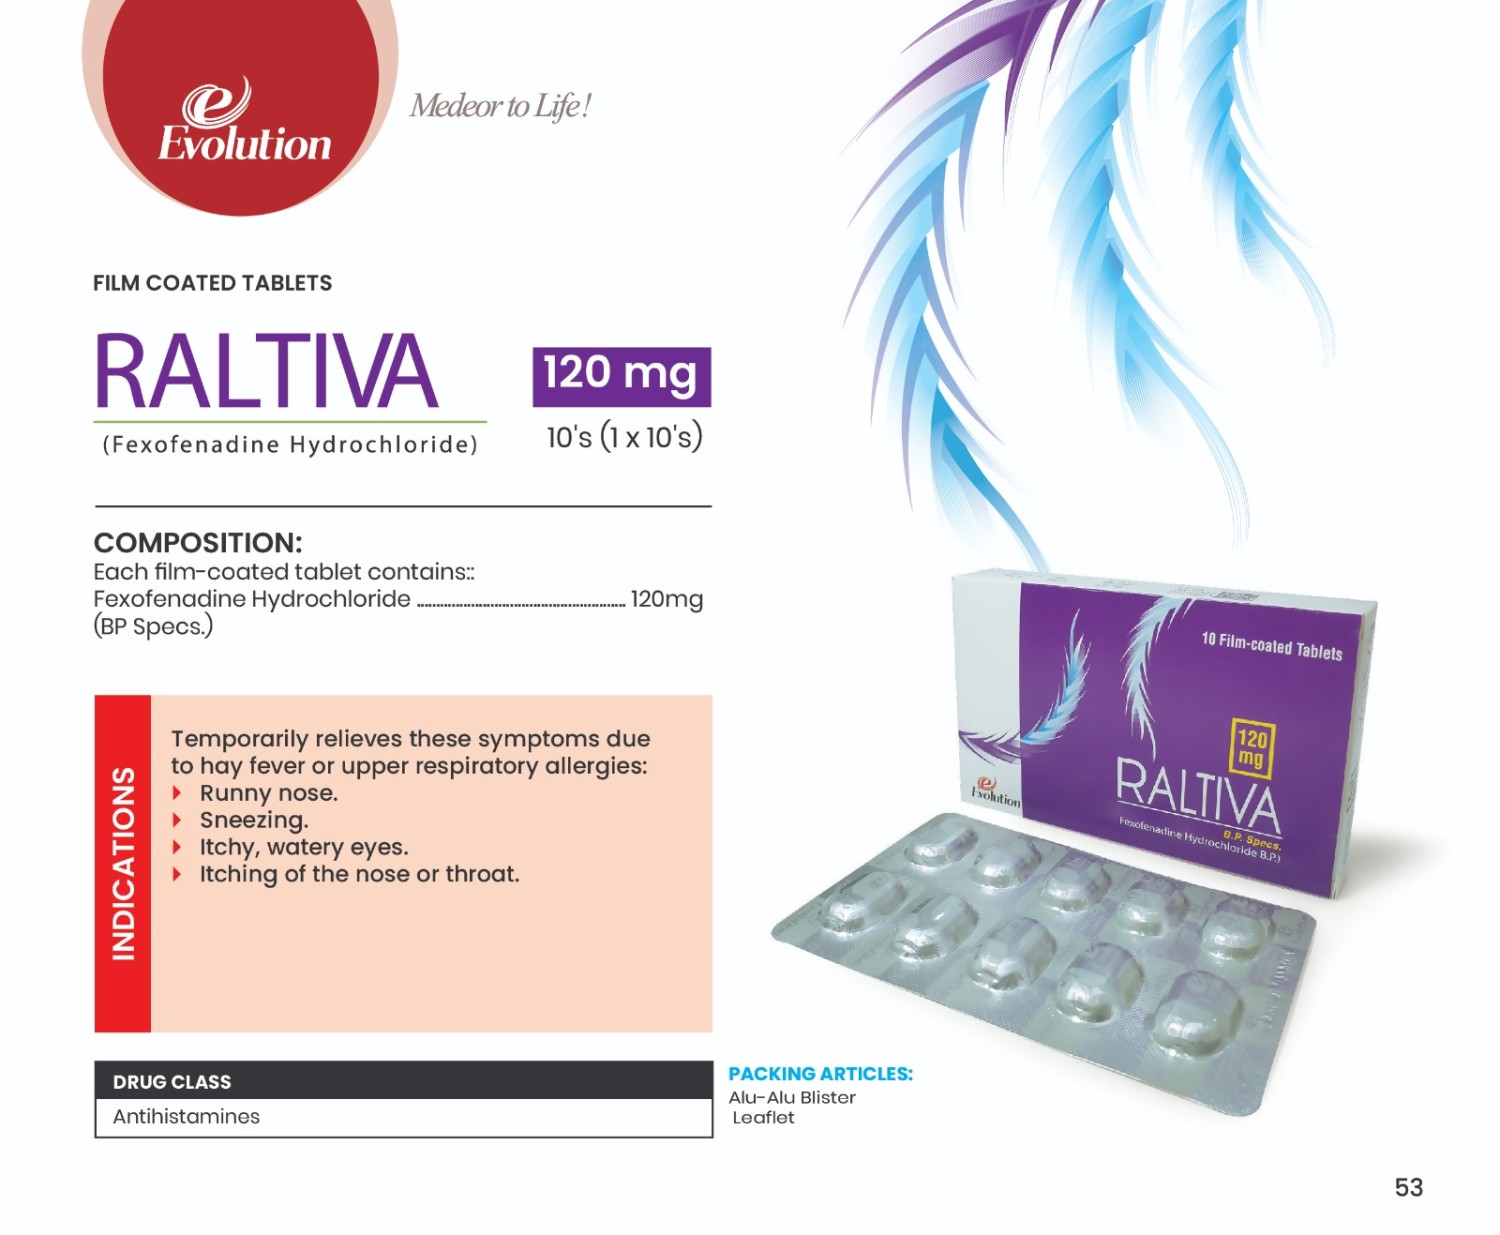 Evolution
Medeor to Life!
FILM COATED TABLETS
RALTIVA
120 mg
(Fexofenadine Hydrochloride)
10's (1 x 10's)
COMPOSITION:
Each film-coated tablet contains::
Fexofenadine Hydrochloride ........................................................ 120mg
(BP Specs.)
INDICATIONS
Temporarily relieves these symptoms due
to hay fever or upper respiratory allergies:
Runny nose.
Sneezing.
Itchy, watery eyes.
Itching of the nose or throat.
DRUG CLASS
Antihistamines
10 Film-coated Tablets
120
mg
RALTIVA
B.P. Specs.
Fexofenadine Hydrochloride B.P.)
Evolution
PACKING ARTICLES:
Alu-Alu Blister
Leaflet
53